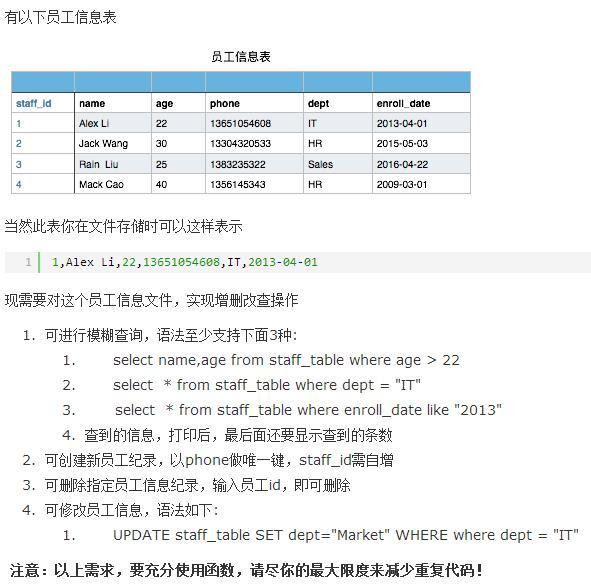 有以下员工信息表
员工信息表
staff_id name age phone dept enroll_date
1 Alex Li 22 13651054608 IT 2013-04-01
2 Jack Wang 30 13304320533 HR 2015-05-03
3 Rain Liu 25 1383235322 Sales 2016-04-22
4 Mack Cao 40 1356145343 HR 2009-03-01
当然此表你在文件存储时可以这样表示
1 1,Alex Li,22,13651054608,IT,2013-04-01
现需要对这个员工信息文件，实现增删改查操作
1. 可进行模糊查询，语法至少支持下面3种:
1. select name,age from staff_table where age > 22
2. select * from staff_table where dept = "IT"
3. select * from staff_table where enroll_date like "2013"
4. 查到的信息，打印后，最后面还要显示查到的条数
2. 可创建新员工纪录，以phone做唯一键，staff_id需自增
3. 可删除指定员工信息纪录，输入员工id，即可删除
4. 可修改员工信息，语法如下:
1. UPDATE staff_table SET dept="Market" WHERE where dept = "IT"
注意：以上需求，要充分使用函数，请尽你的最大限度来减少重复代码！